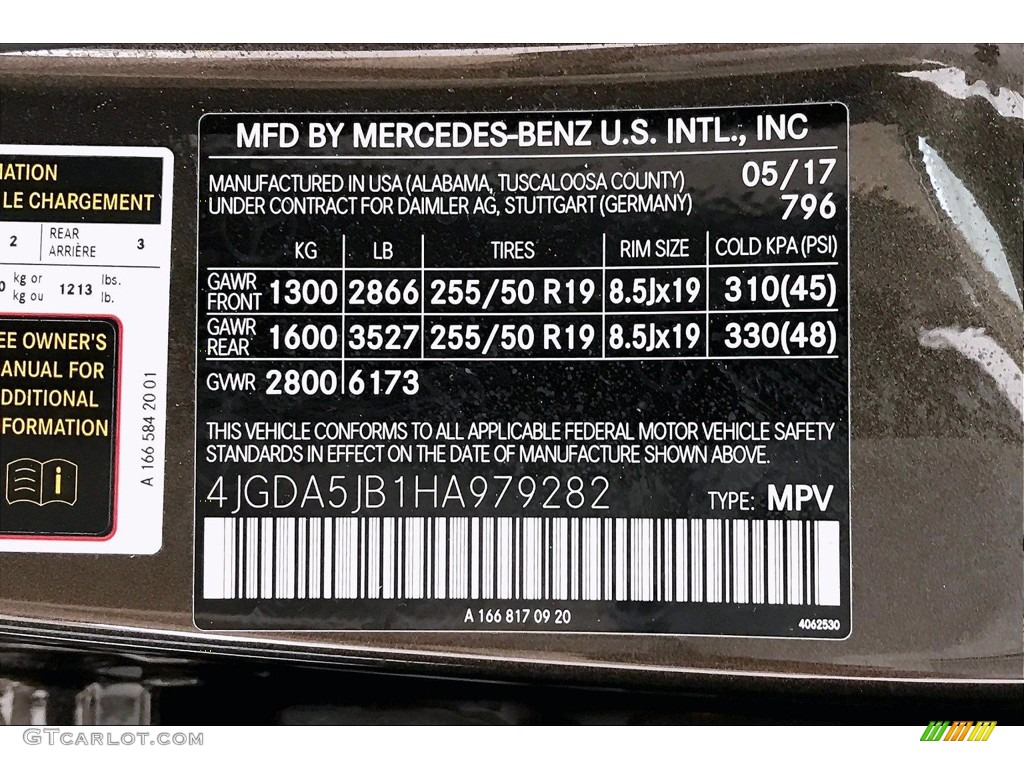 IATION
LE CHARGEMENT
2 REAR ARRIÈRE 3
0 kg or kg ou 1213 lbs. lb.
EE OWNER'S
ANUAL FOR
DDITIONAL
FORMATION
A 166 584 20 01
MFD BY MERCEDES-BENZ U.S. INTL., INC
MANUFACTURED IN USA (ALABAMA, TUSCALOOSA COUNTY) 05/17
UNDER CONTRACT FOR DAIMLER AG, STUTTGART (GERMANY) 796
KG LB TIRES RIM SIZE COLD KPA (PSI)
GAWR FRONT 1300 2866 255/50 R19 8.5Jx19 310(45)
GAWR REAR 1600 3527 255/50 R19 8.5Jx19 330(48)
GVWR 2800 6173
THIS VEHICLE CONFORMS TO ALL APPLICABLE FEDERAL MOTOR VEHICLE SAFETY
STANDARDS IN EFFECT ON THE DATE OF MANUFACTURE SHOWN ABOVE.
4JGDA5JB1HA979282 TYPE: MPV
A 166 817 09 20
4062530
GTCARLOT.COM